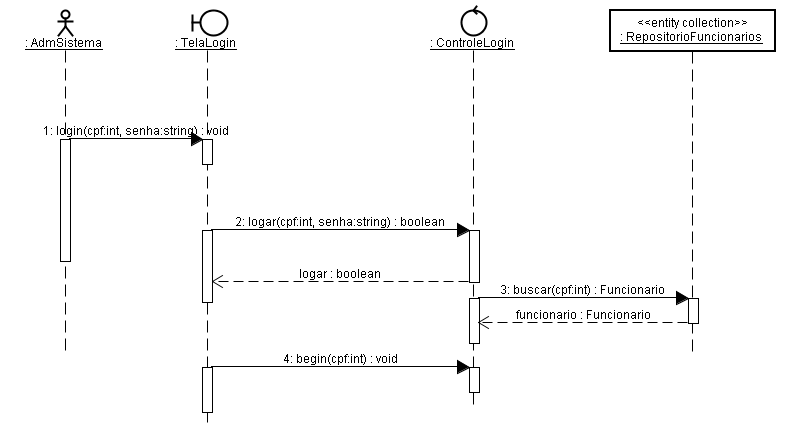 : AdmSistema
: TelaLogin
: ControleLogin
<<entity collection>>
: RepositorioFuncionarios
1: login(cpf:int, senha:string) : void
2: logar(cpf:int, senha:string) : boolean
logar : boolean
3: buscar(cpf:int) : Funcionario
funcionario : Funcionario
4: begin(cpf:int) : void